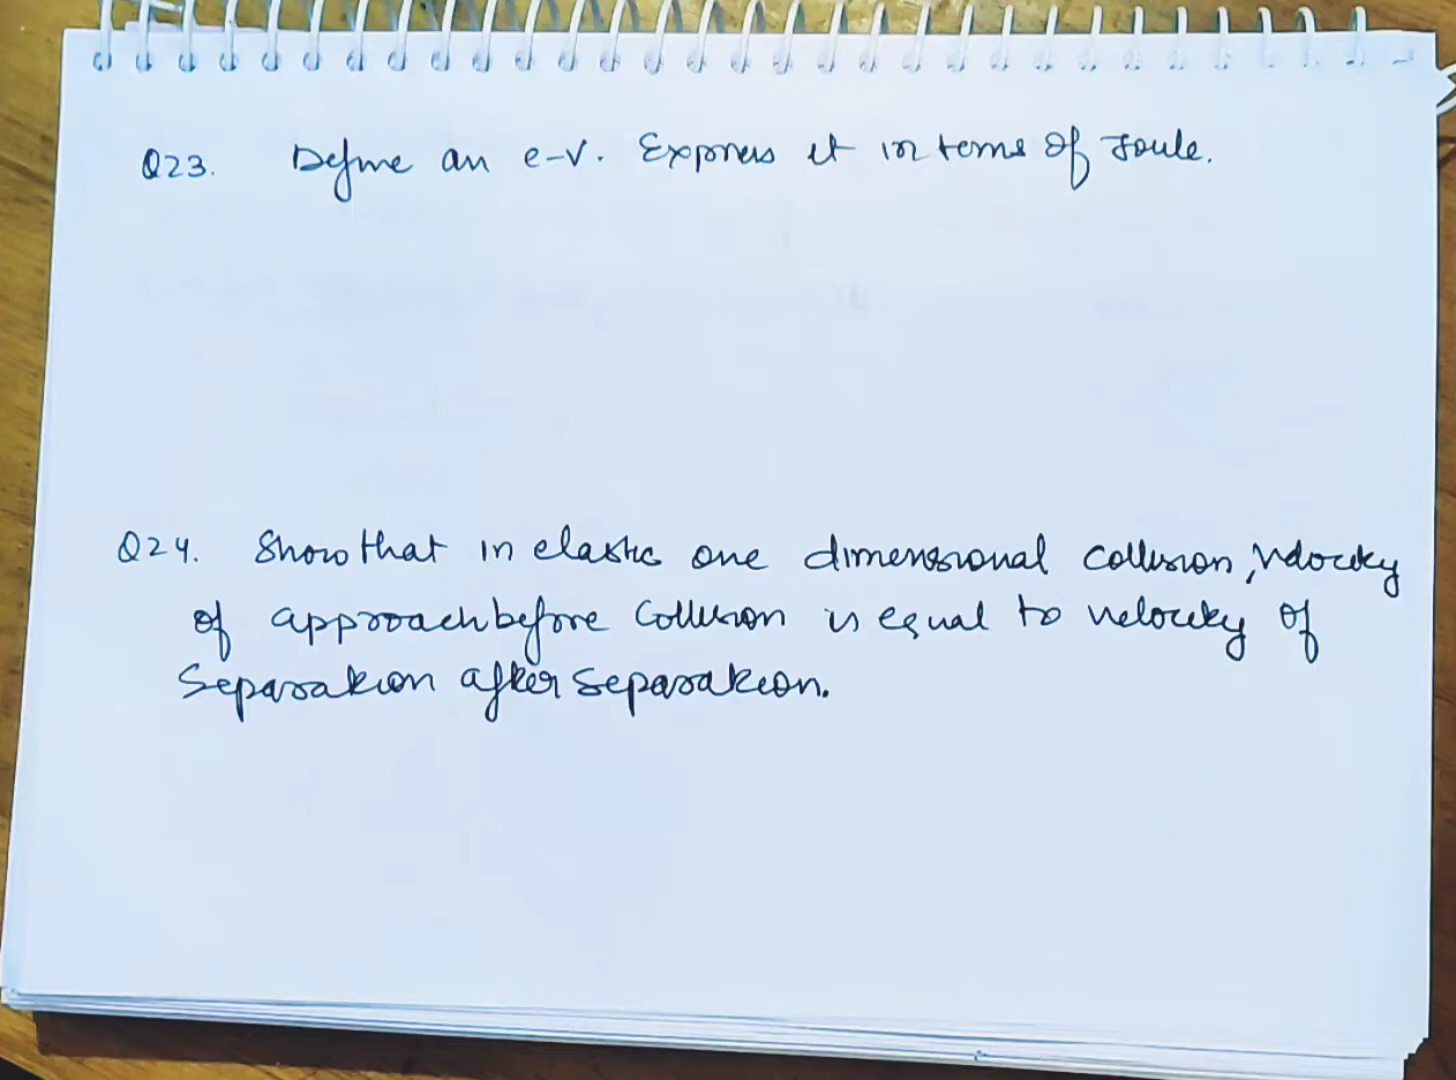 Q23. Define an e-v. Express it in terms of Joule.
Q24. Show that in elastic one dimensional collision, velocity
of approach before collision is equal to velocity of
separation after separation.